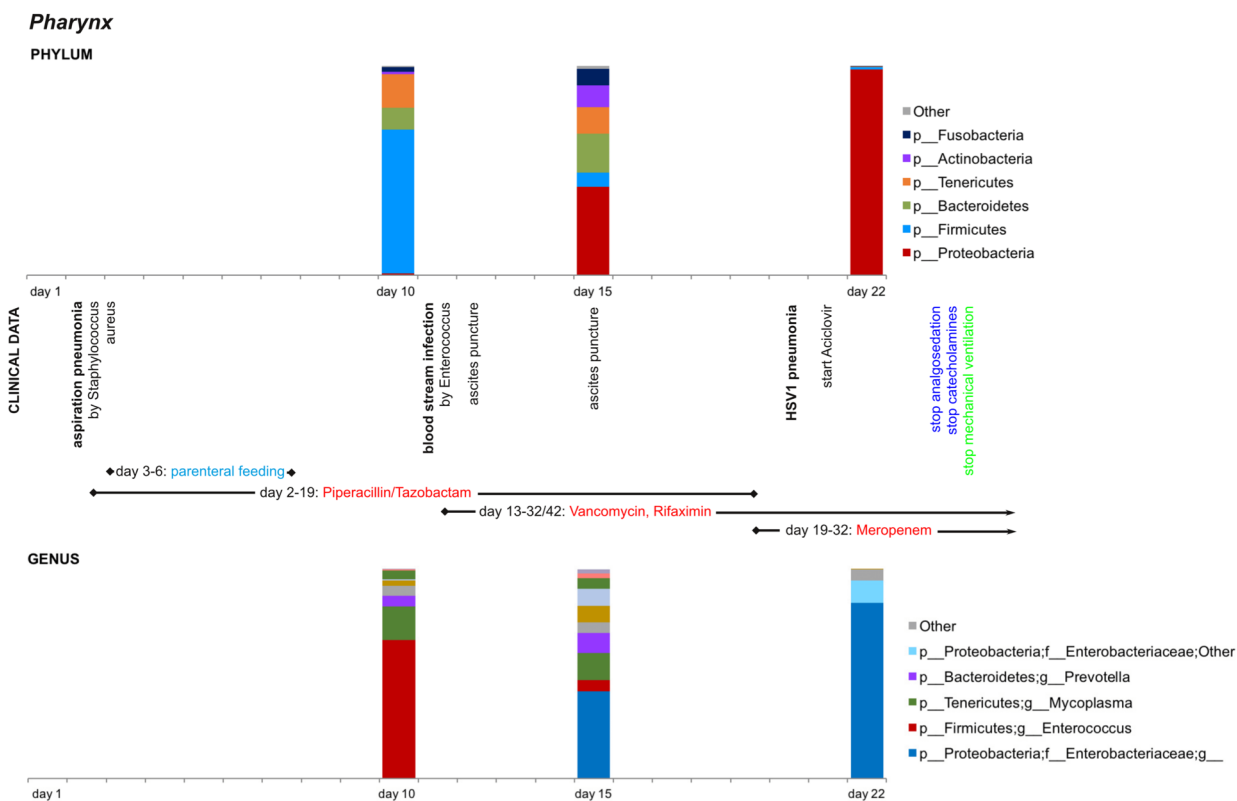 Pharynx
PHYLUM
Other
p__Fusobacteria
p__Actinobacteria
p__Tenericutes
p__Bacteroidetes
p__Firmicutes
p__Proteobacteria
day 1
day 10
day 15
day 22
CLINICAL DATA
aspiration pneumonia
by Staphylococcus
aureus
blood stream infection
by Enterococcus
ascites puncture
ascites puncture
HSV1 pneumonia
start Aciclovir
stop analgosedation
stop catecholamines
stop mechanical ventilation
day 3-6: parenteral feeding
day 2-19: Piperacillin/Tazobactam
day 13-32/42: Vancomycin, Rifaximin
day 19-32: Meropenem
GENUS
Other
p__Proteobacteria;f__Enterobacteriaceae;Other
p__Bacteroidetes;g__Prevotella
p__Tenericutes;g__Mycoplasma
p__Firmicutes;g__Enterococcus
p__Proteobacteria;f__Enterobacteriaceae;g__
day 1
day 10
day 15
day 22